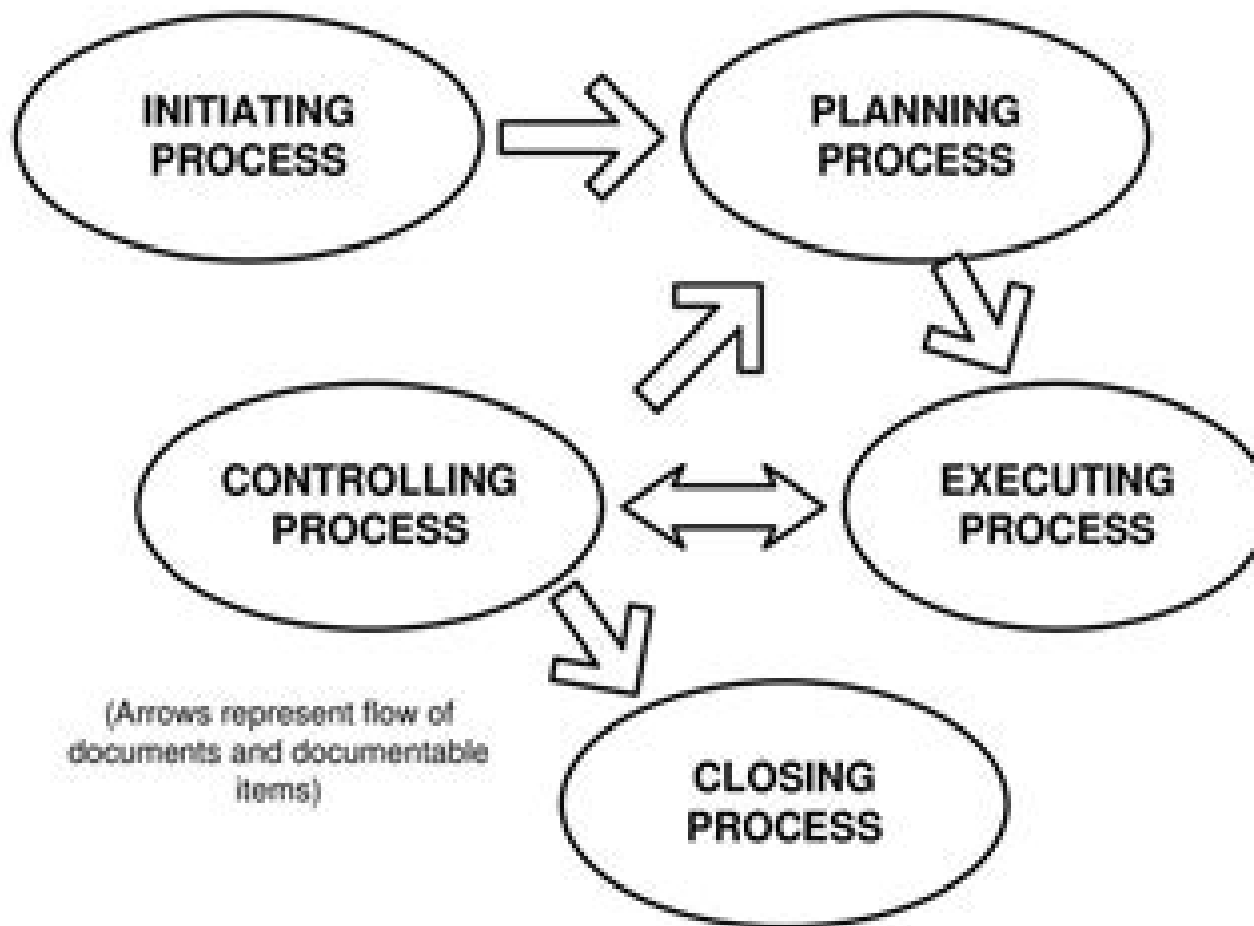 INITIATING
PROCESS
PLANNING
PROCESS
CONTROLLING
PROCESS
EXECUTING
PROCESS
(Arrows represent flow of
documents and documentable
items)
CLOSING
PROCESS